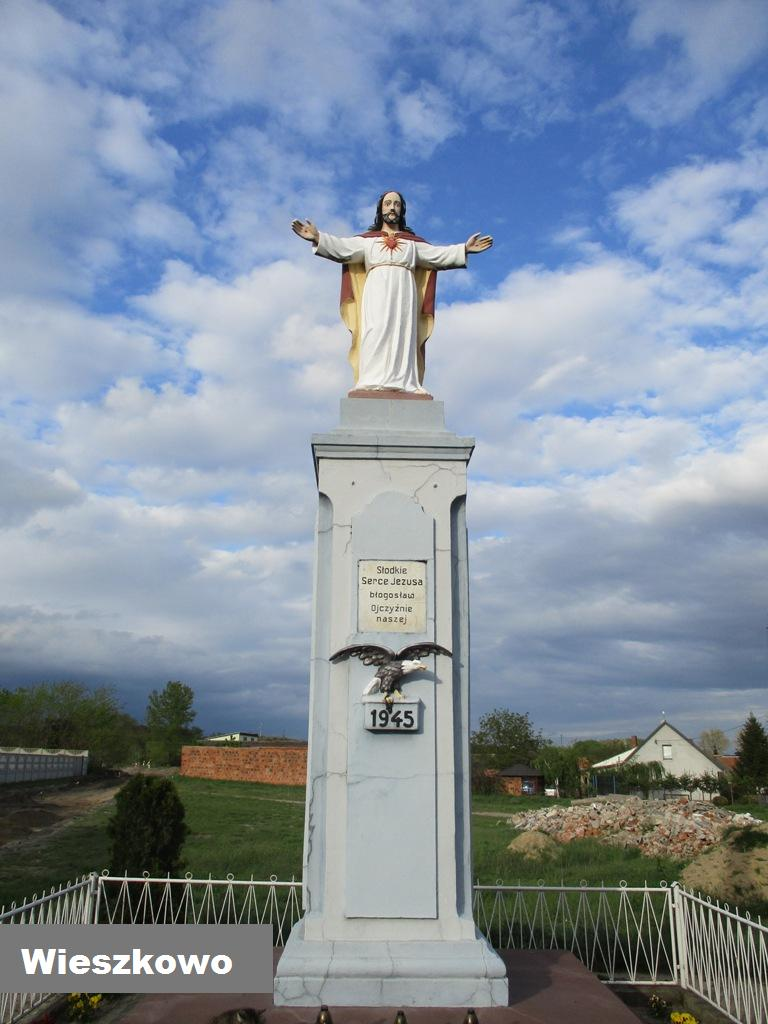 Słodkie
Serce Jezusa
błogosław
Ojczyźnie
naszej
1945
Wieszkowo